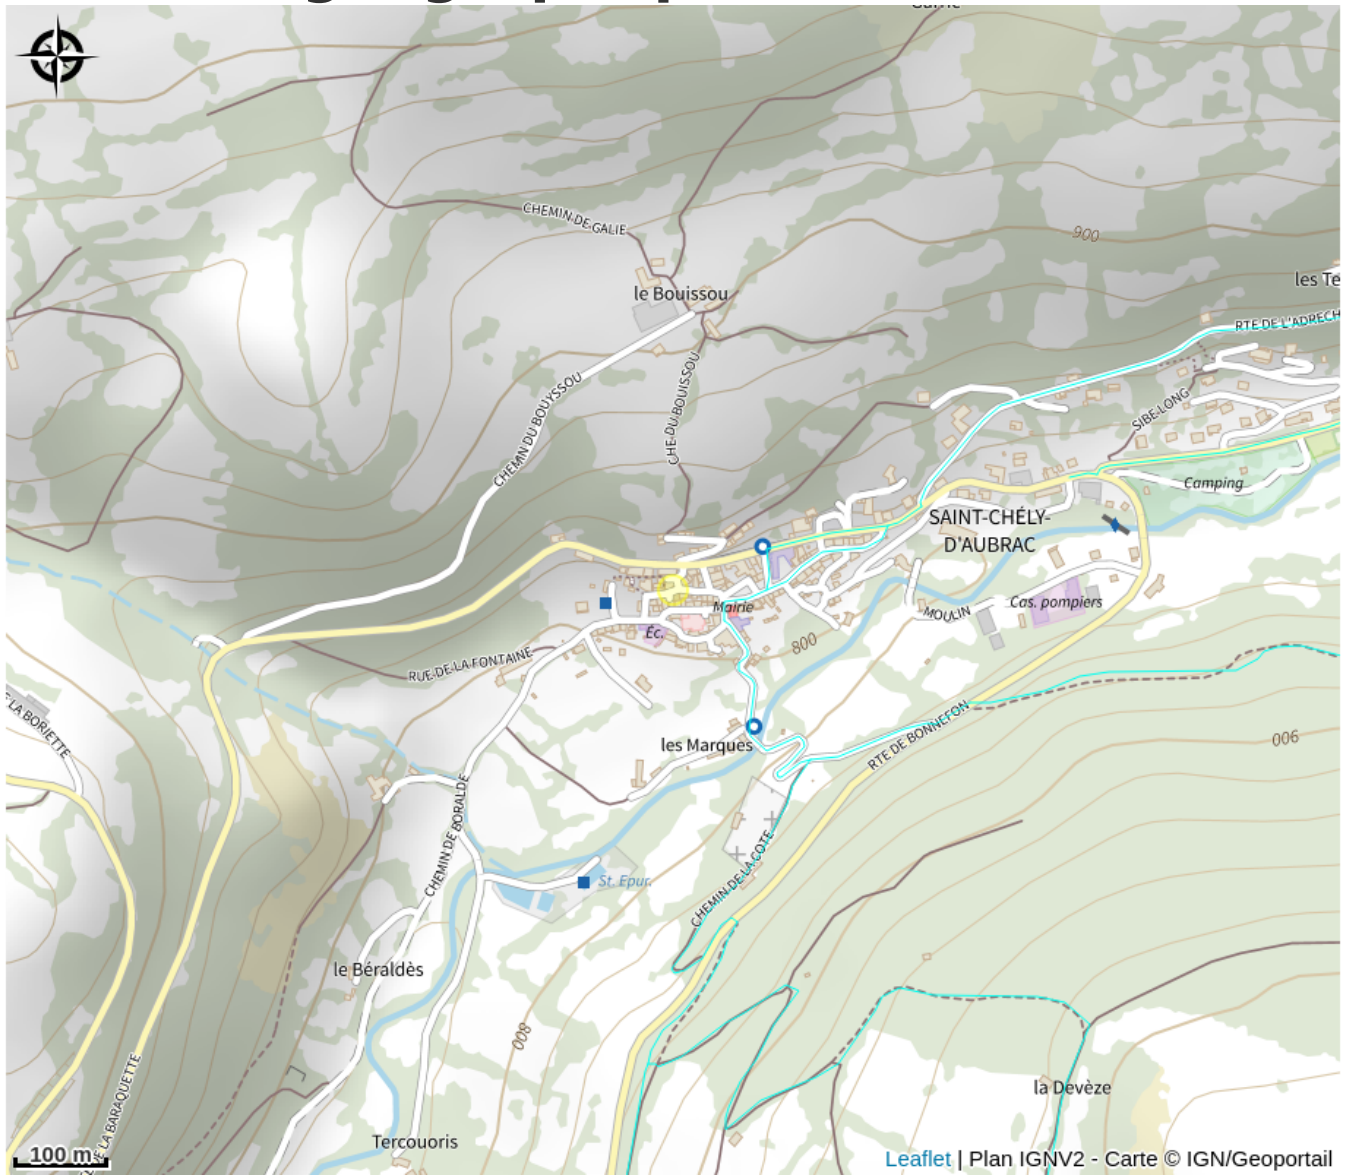 CHEMIN DE GALIE
900
le Bouissou
les Te
RTE DE L'ADRECH
CHE DU BOUISSOU
CHEMIN DU BOUYSSOU
SIBE-LONG
Camping
SAINT-CHÉLY-
D'AUBRAC
Mairie
Cas. pompiers
MOULIN
Éc.
800
RUE DE LA FONTAINE
E LA BORIETTE
les Marques
RTE DE BONNEFON
900
CHEMIN DE BORALDE
CHEMIN DE LA COTE
St. Epur.
le Béraldès
800
la Devèze
LA BARAQUETTE
Tercouoris
100 m
Leaflet | Plan IGNV2 - Carte © IGN/Geoportail